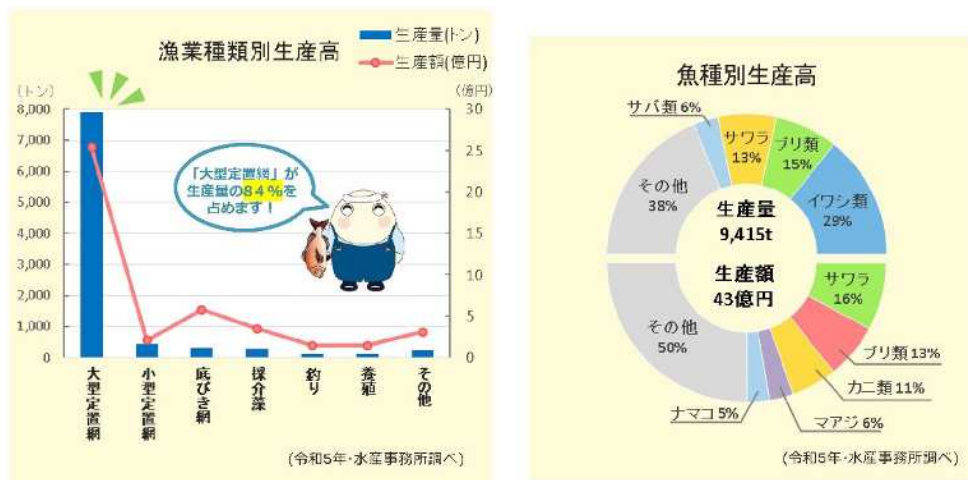 漁業種類別生産高
生産量(トン)
生産額(億円)
(トン)
(億円)
8,000
7,000
6,000
5,000
4,000
3,000
2,000
1,000
0
30
25
20
15
10
5
0
「大型定置網」が
生産量の84%を
占めます!
大型定置網
小型定置網
底びき網
採介藻
釣り
養殖
その他
(令和5年・水産事務所調べ)
魚種別生産高
サバ類 6%
サワラ
13%
ブリ類
15%
イワシ類
29%
その他
38%
生産量
9,415t
生産額
43億円
サワラ
16%
ブリ類 13%
カニ類 11%
マアジ 6%
ナマコ 5%
その他
50%
(令和5年・水産事務所調べ)